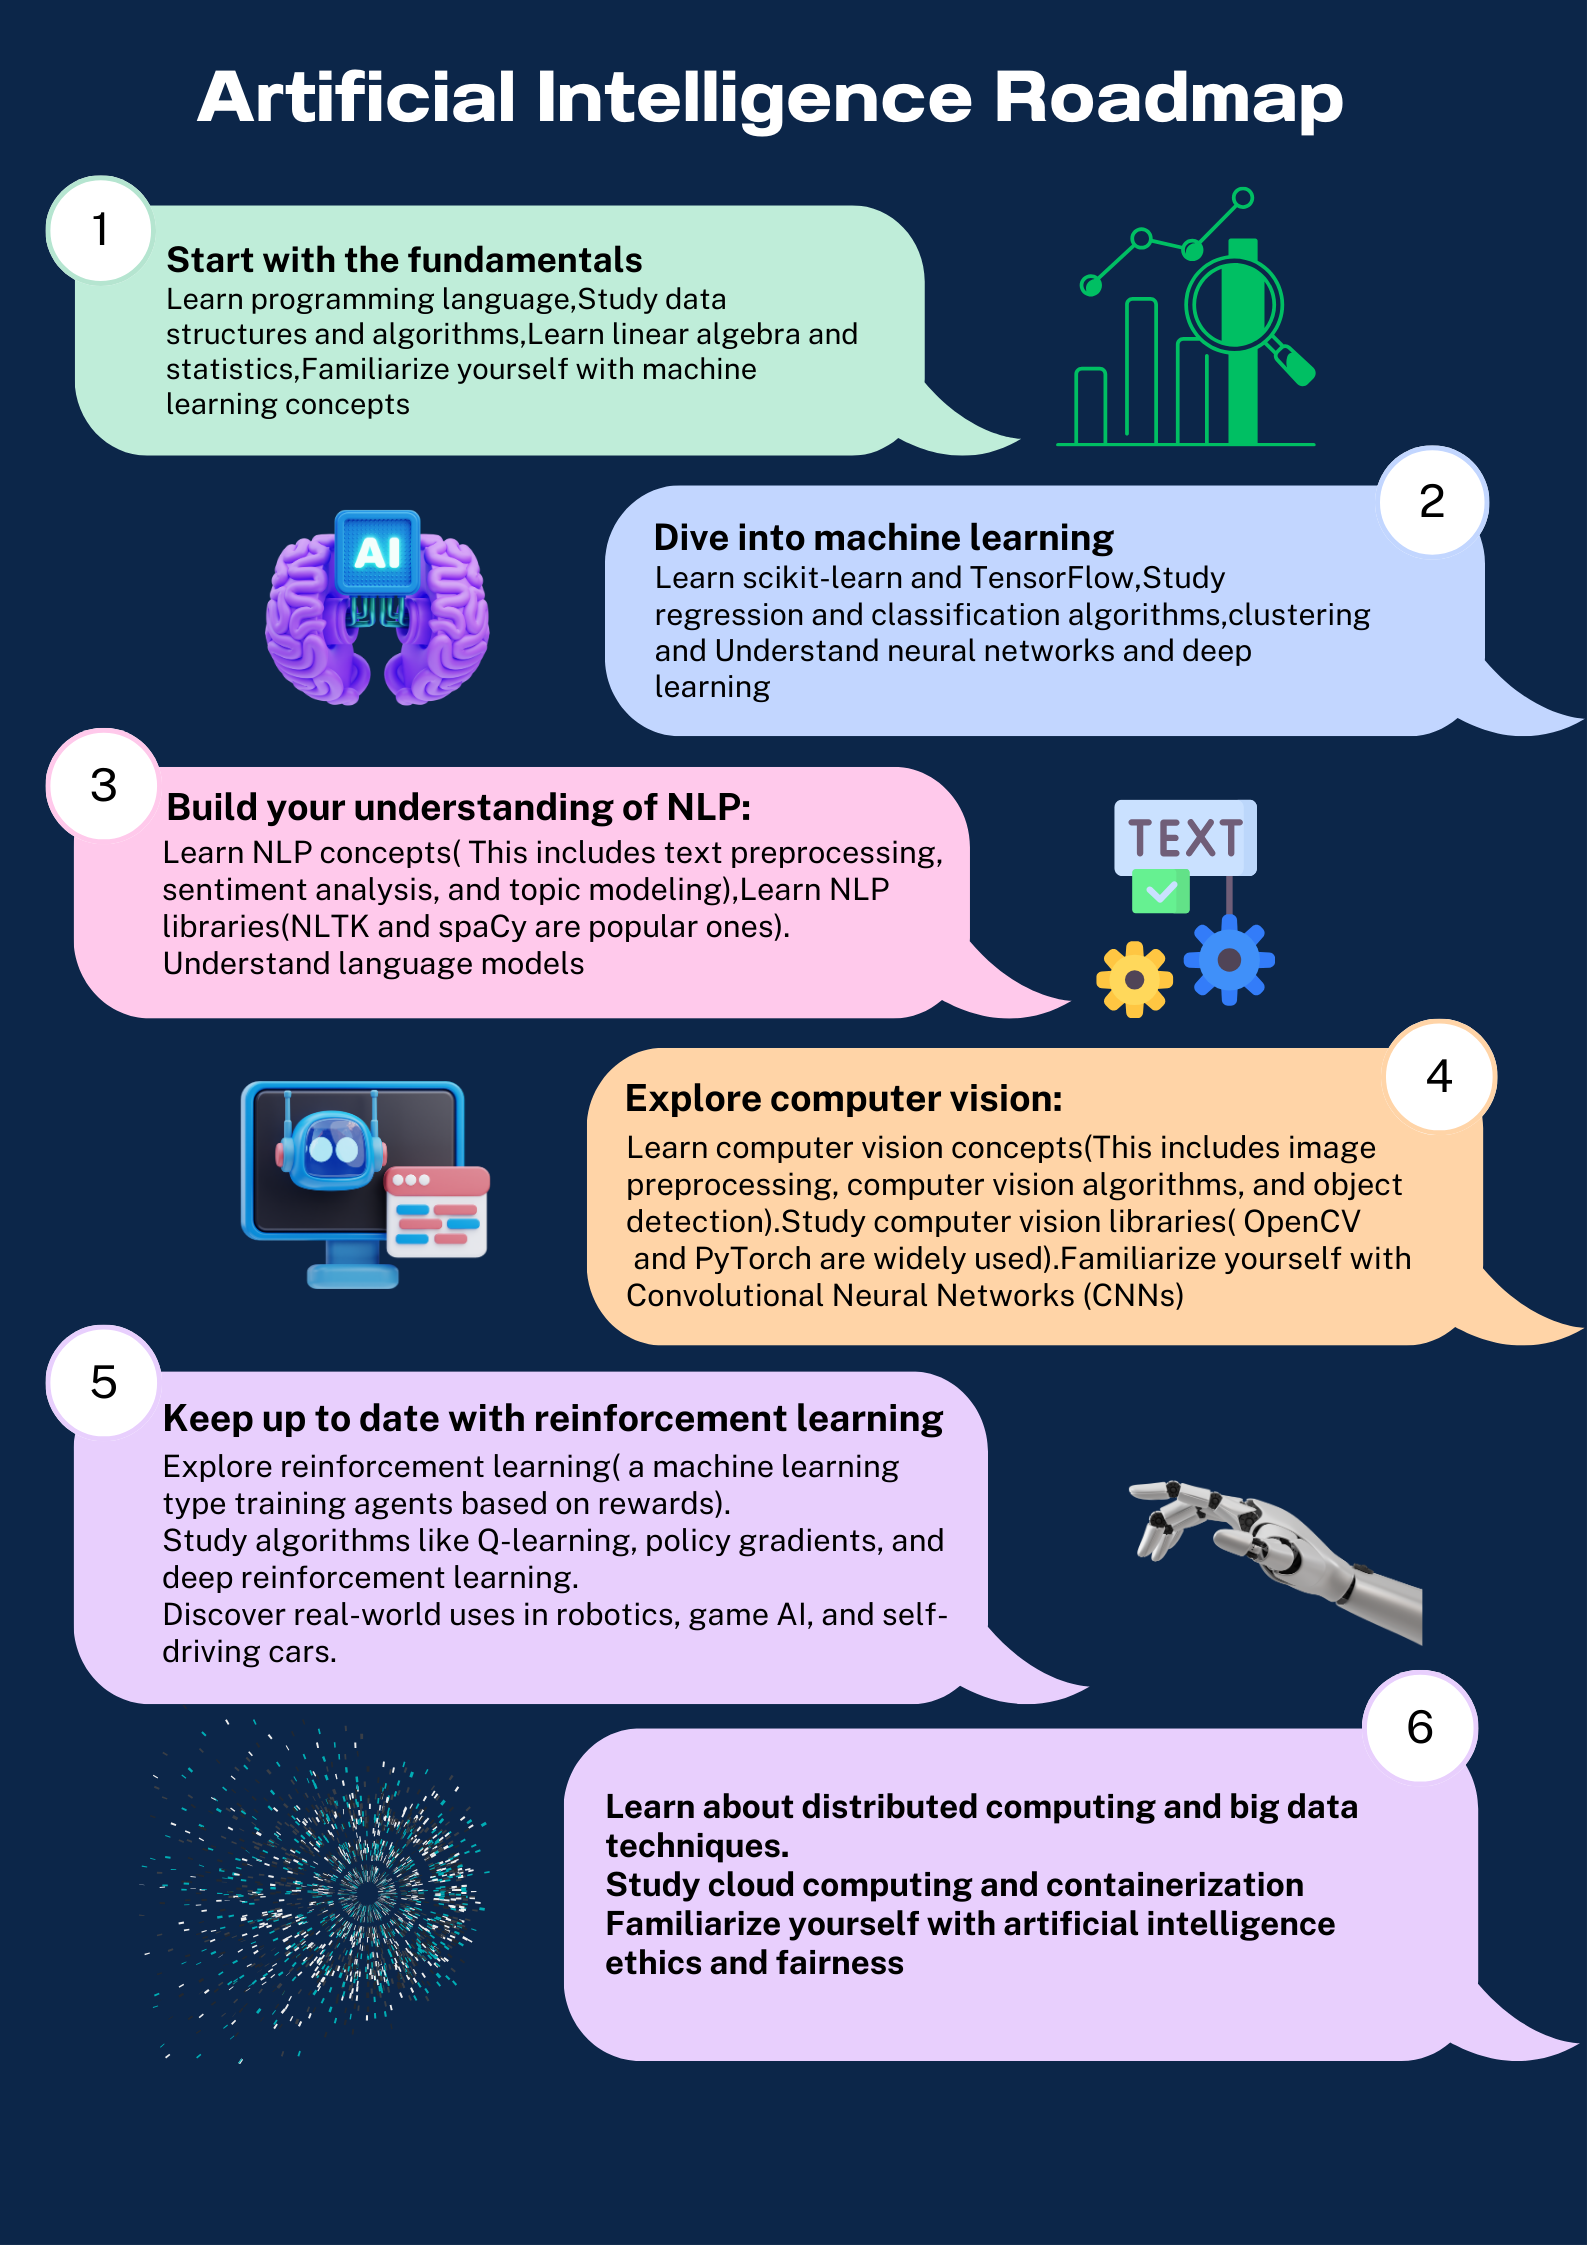 Artificial Intelligence Roadmap
1
Start with the fundamentals
Learn programming language,Study data
structures and algorithms,Learn linear algebra and
statistics,Familiarize yourself with machine
learning concepts
2
Dive into machine learning
Learn scikit-learn and TensorFlow,Study
regression and classification algorithms,clustering
and Understand neural networks and deep
learning
AI
3
Build your understanding of NLP:
Learn NLP concepts( This includes text preprocessing,
sentiment analysis, and topic modeling),Learn NLP
libraries(NLTK and spaCy are popular ones).
Understand language models
TEXT
4
Explore computer vision:
Learn computer vision concepts(This includes image
preprocessing, computer vision algorithms, and object
detection).Study computer vision libraries( OpenCV
and PyTorch are widely used).Familiarize yourself with
Convolutional Neural Networks (CNNs)
5
Keep up to date with reinforcement learning
Explore reinforcement learning( a machine learning
type training agents based on rewards).
Study algorithms like Q-learning, policy gradients, and
deep reinforcement learning.
Discover real-world uses in robotics, game AI, and self-
driving cars.
6
Learn about distributed computing and big data
techniques.
Study cloud computing and containerization
Familiarize yourself with artificial intelligence
ethics and fairness